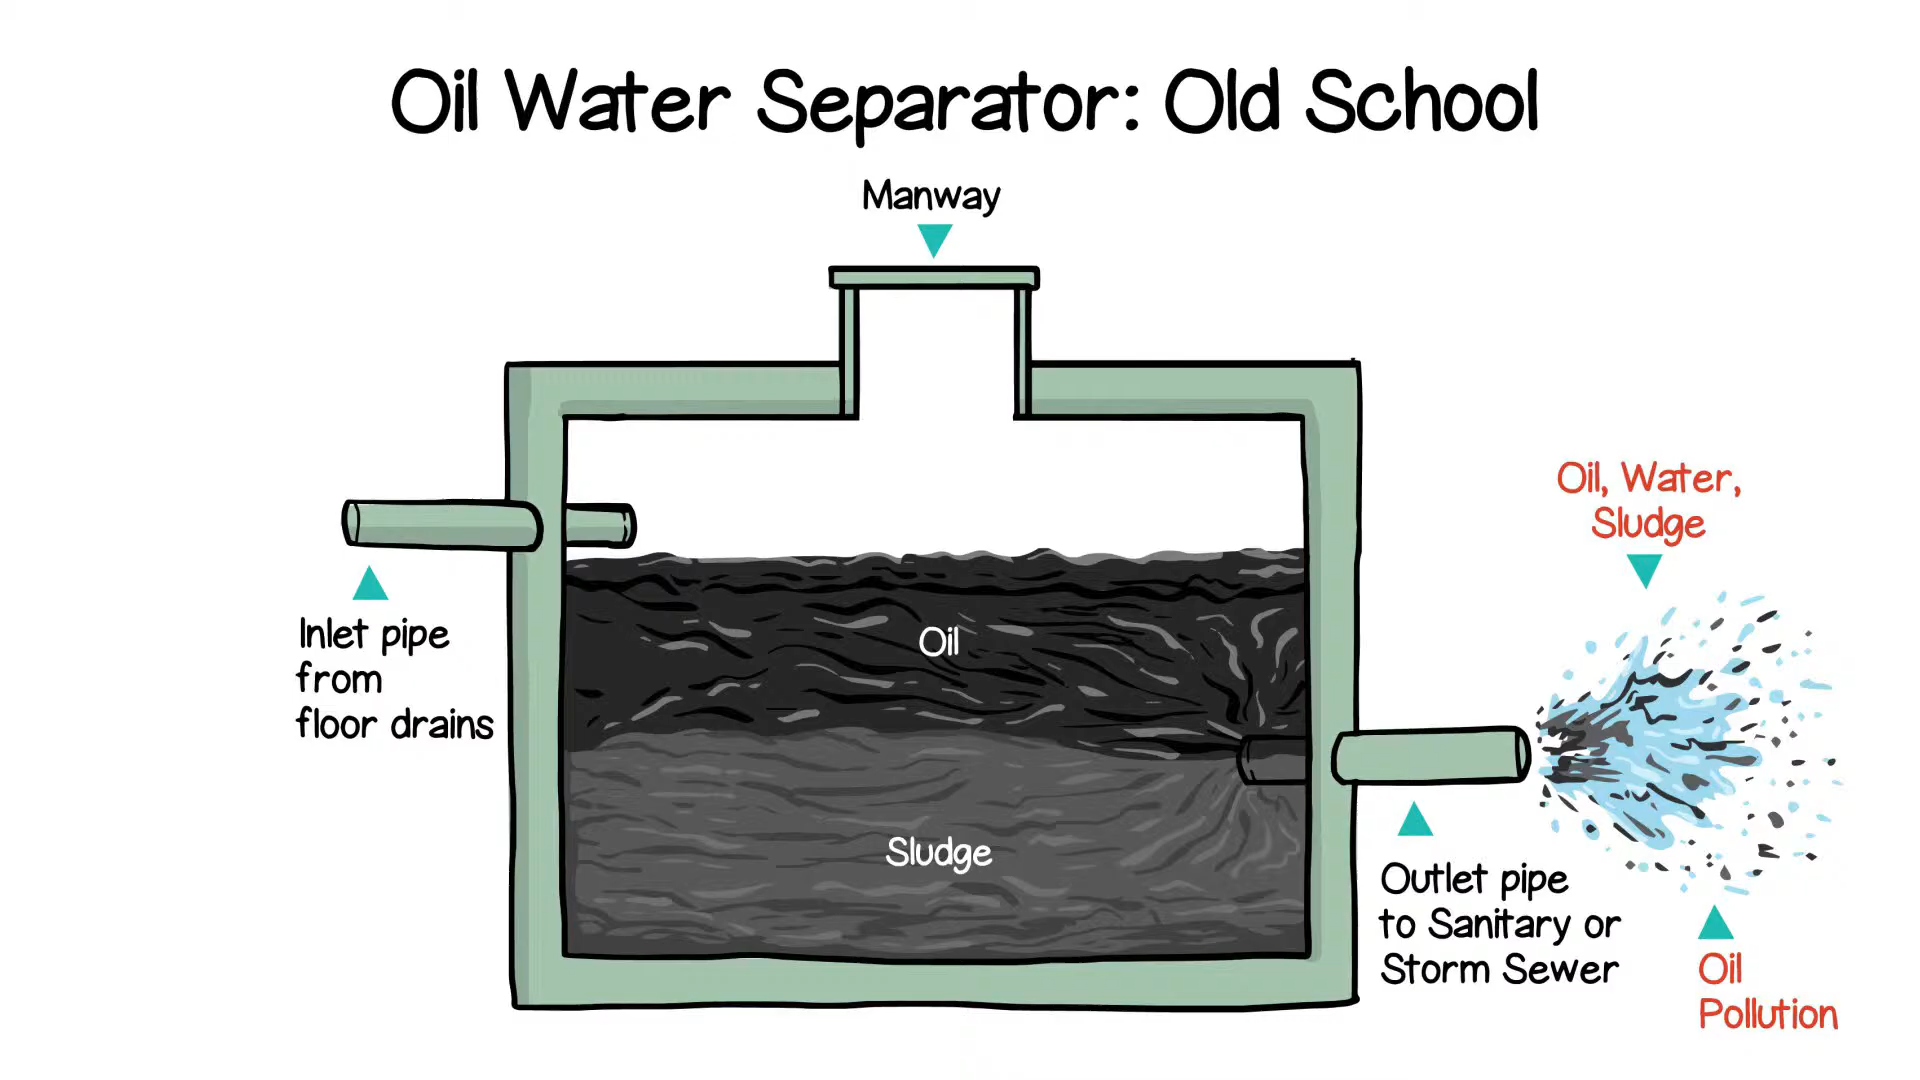 Oil Water Separator: Old School
Manway
Inlet pipe
from
floor drains
Oil
Sludge
Oil, Water,
Sludge
Outlet pipe
to Sanitary or
Storm Sewer
Oil
Pollution